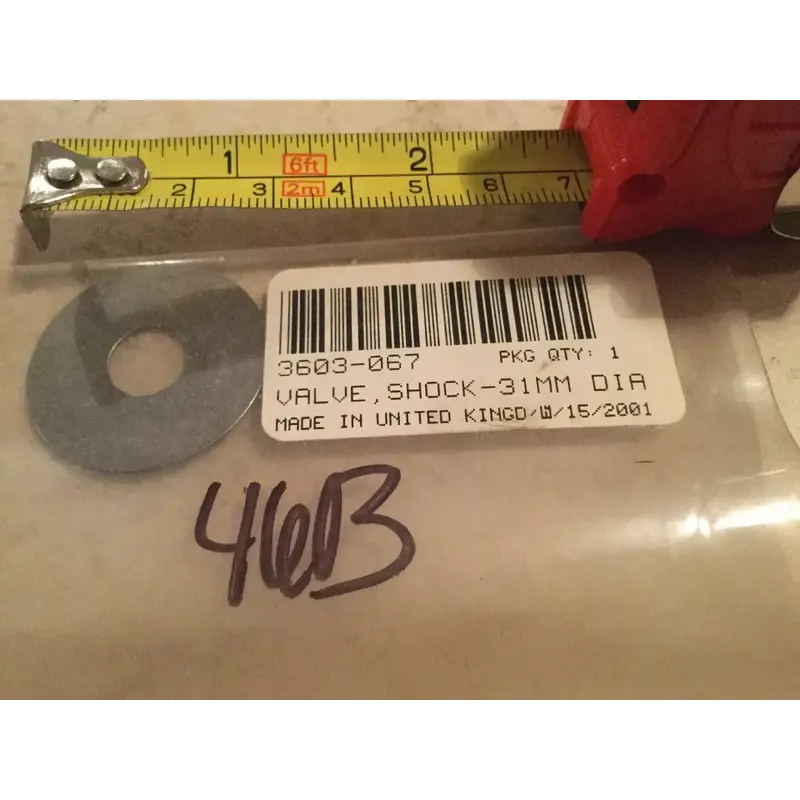 1 6ft 2
2 3 2m 4 5 6 7
3603-067 PKG QTY: 1
VALVE,SHOCK-31MM DIA
MADE IN UNITED KINGD/W/15/2001
46B